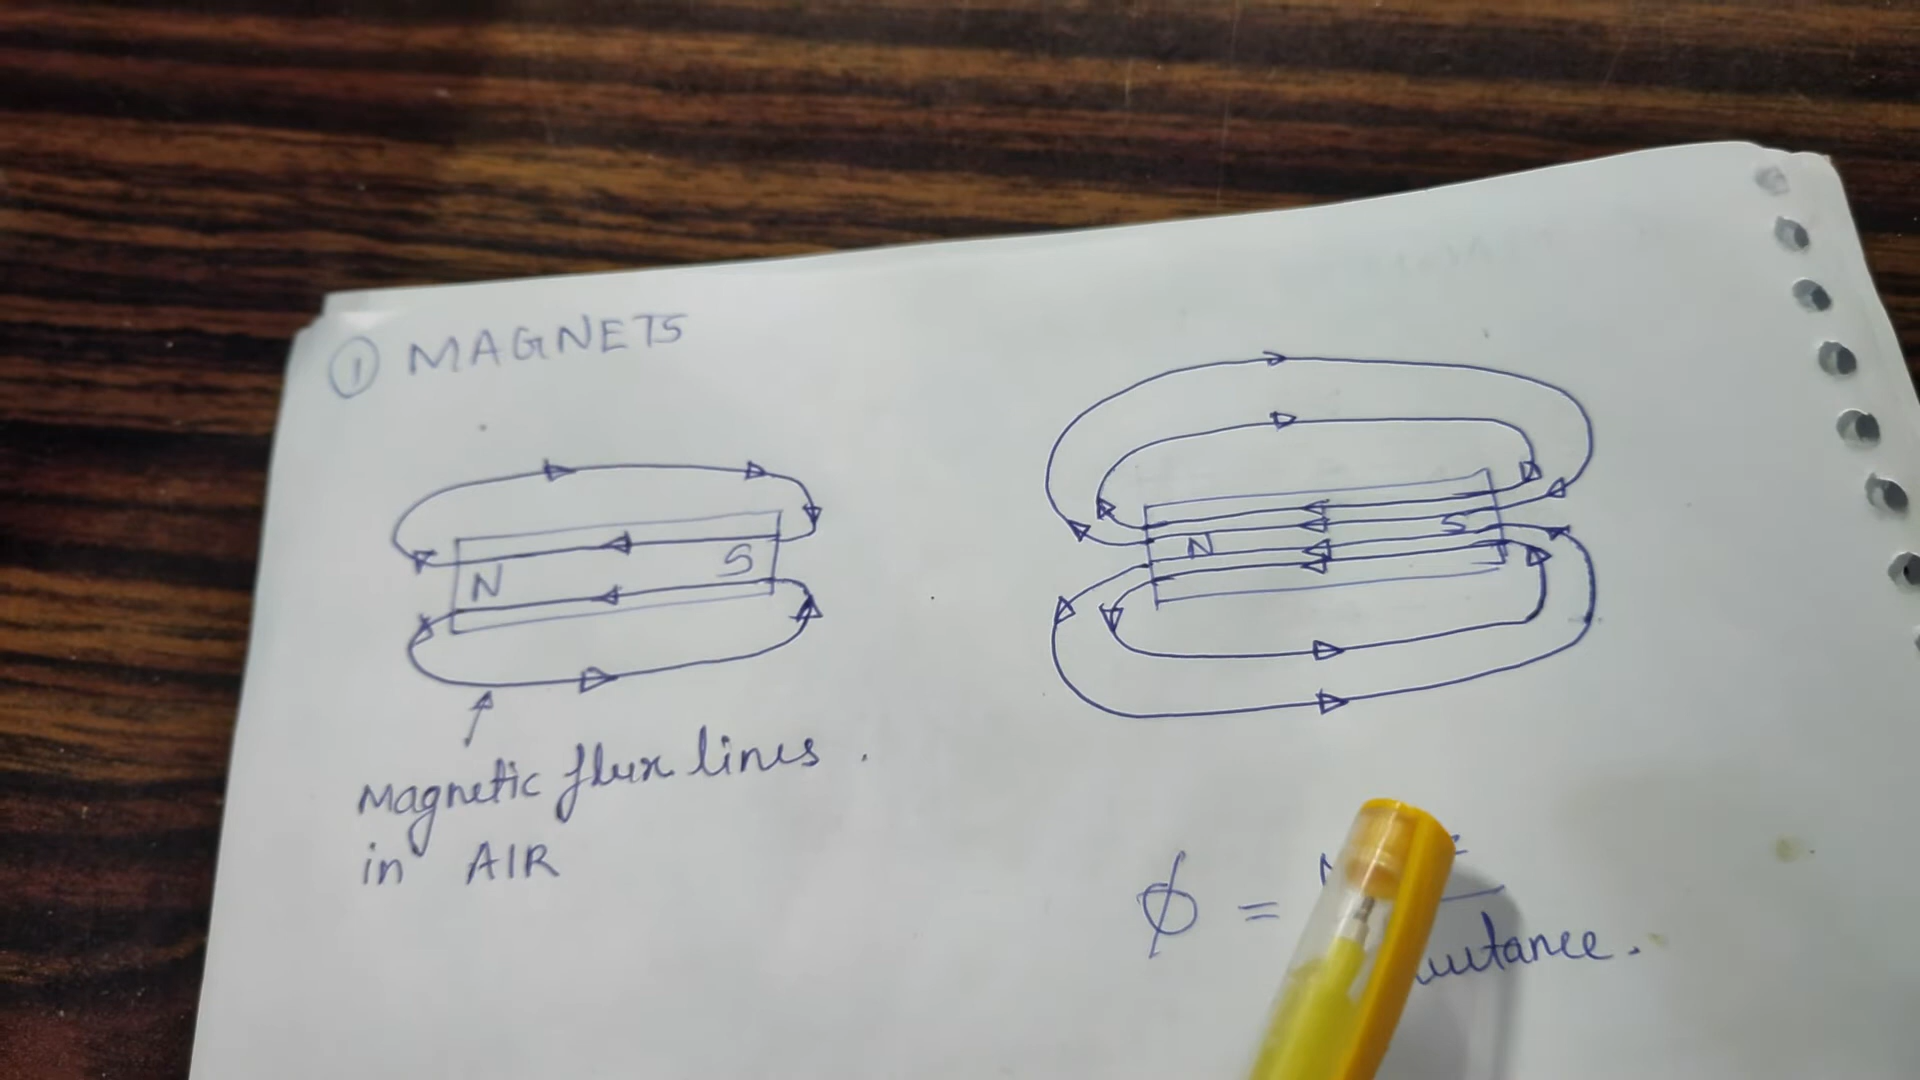 ① MAGNETS
N S
N S
Magnetic flux lines.
in AIR
φ =